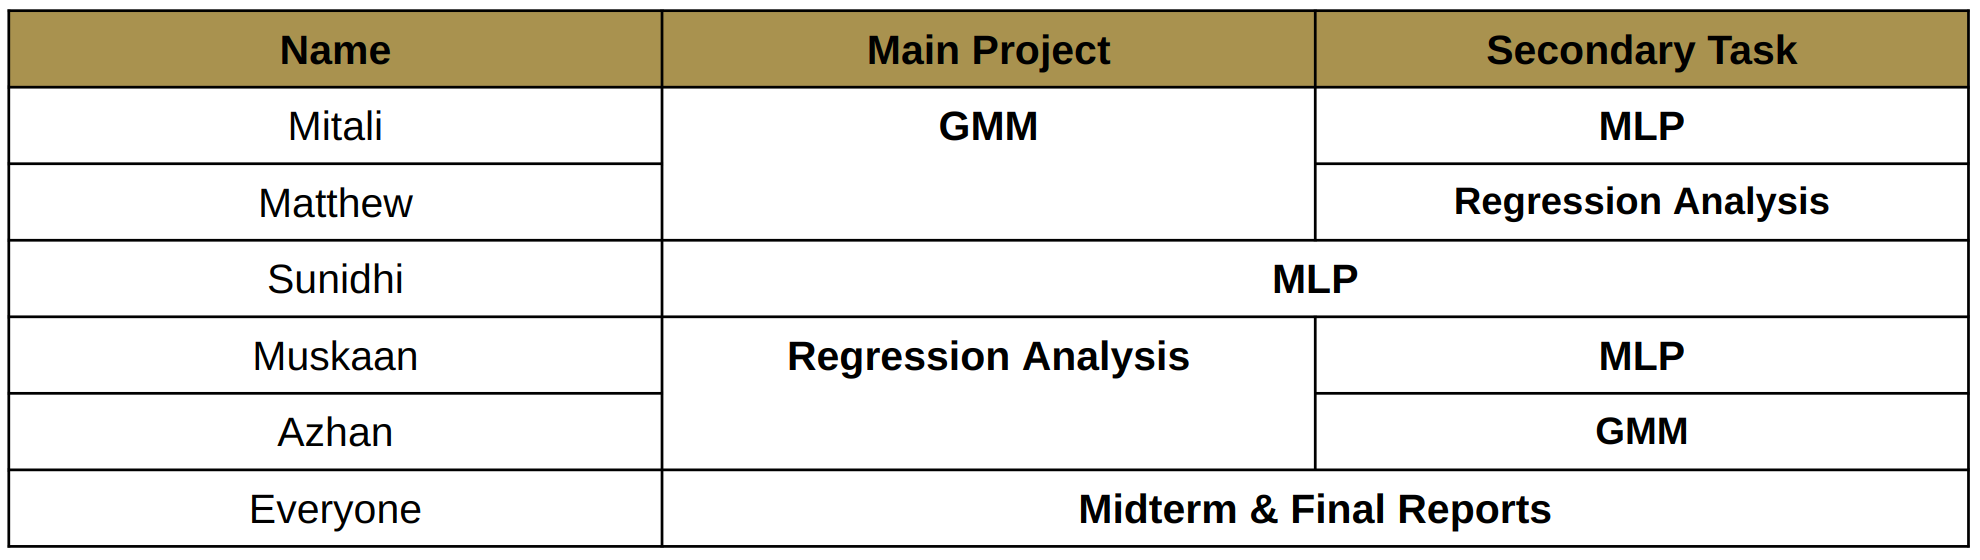 Name Main Project Secondary Task
Mitali GMM MLP
Matthew Regression Analysis
Sunidhi MLP
Muskaan Regression Analysis MLP
Azhan GMM
Everyone Midterm & Final Reports